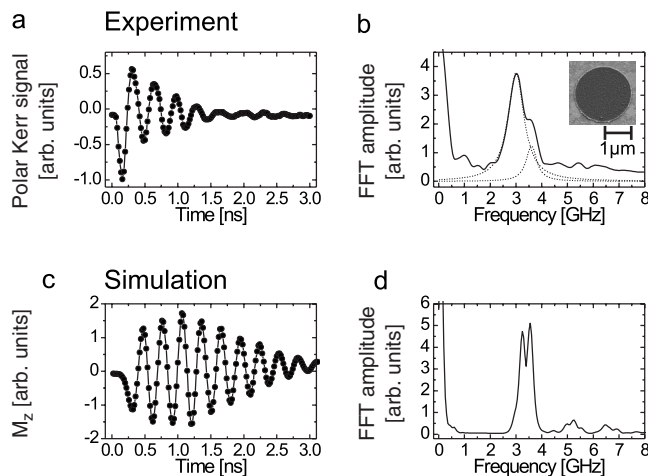 a Experiment b
Polar Kerr signal
[arb. units]
0.5
0.0
-0.5
-1.0
0.0 0.5 1.0 1.5 2.0 2.5 3.0
Time [ns]
FFT amplitude
[arb. units]
4
3
2
1
0
0 1 2 3 4 5 6 7 8
Frequency [GHz]
1µm
c Simulation d
Mz [arb. units]
2
1
0
-1
-2
0.0 0.5 1.0 1.5 2.0 2.5 3.0
Time [ns]
FFT amplitude
[arb. units]
6
5
4
3
2
1
0
0 1 2 3 4 5 6 7 8
Frequency [GHz]